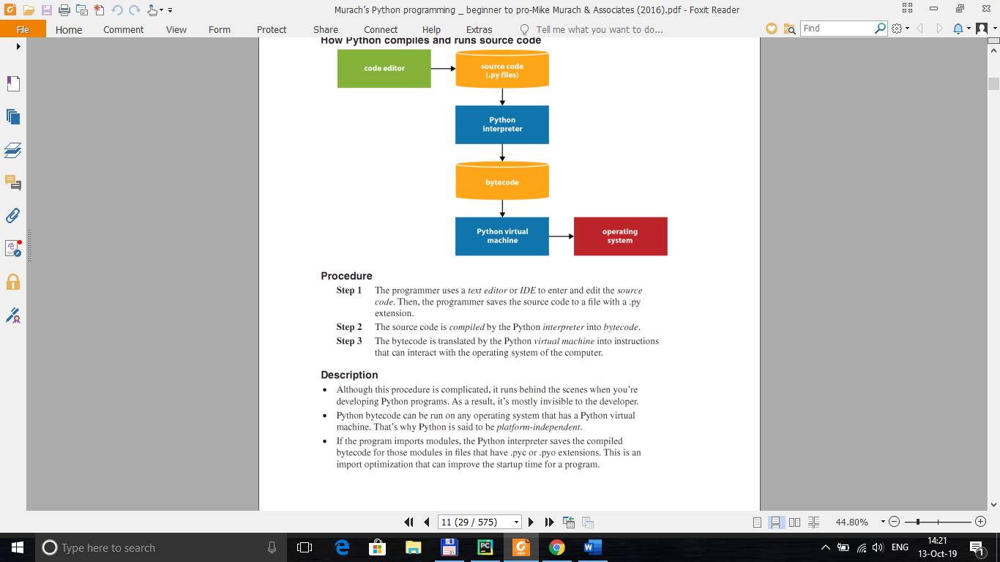 Murach's Python programming _ beginner to pro-Mike Murach & Associates (2016).pdf - Foxit Reader
File Home Comment View Form Protect Share Connect Help Extras Tell me what you want to do... Find
How Python compiles and runs source code
code editor
source code
(.py files)
Python
interpreter
bytecode
Python virtual
machine
operating
system
Procedure
Step 1 The programmer uses a text editor or IDE to enter and edit the source
code. Then, the programmer saves the source code to a file with a .py
extension.
Step 2 The source code is compiled by the Python interpreter into bytecode.
Step 3 The bytecode is translated by the Python virtual machine into instructions
that can interact with the operating system of the computer.
Description
• Although this procedure is complicated, it runs behind the scenes when you're
developing Python programs. As a result, it's mostly invisible to the developer.
• Python bytecode can be run on any operating system that has a Python virtual
machine. That's why Python is said to be platform-independent.
• If the program imports modules, the Python interpreter saves the compiled
bytecode for those modules in files that have .pyc or .pyo extensions. This is an
import optimization that can improve the startup time for a program.
11 (29 / 575)
44.80%
Type here to search
ENG
14:21
13-Oct-19
1